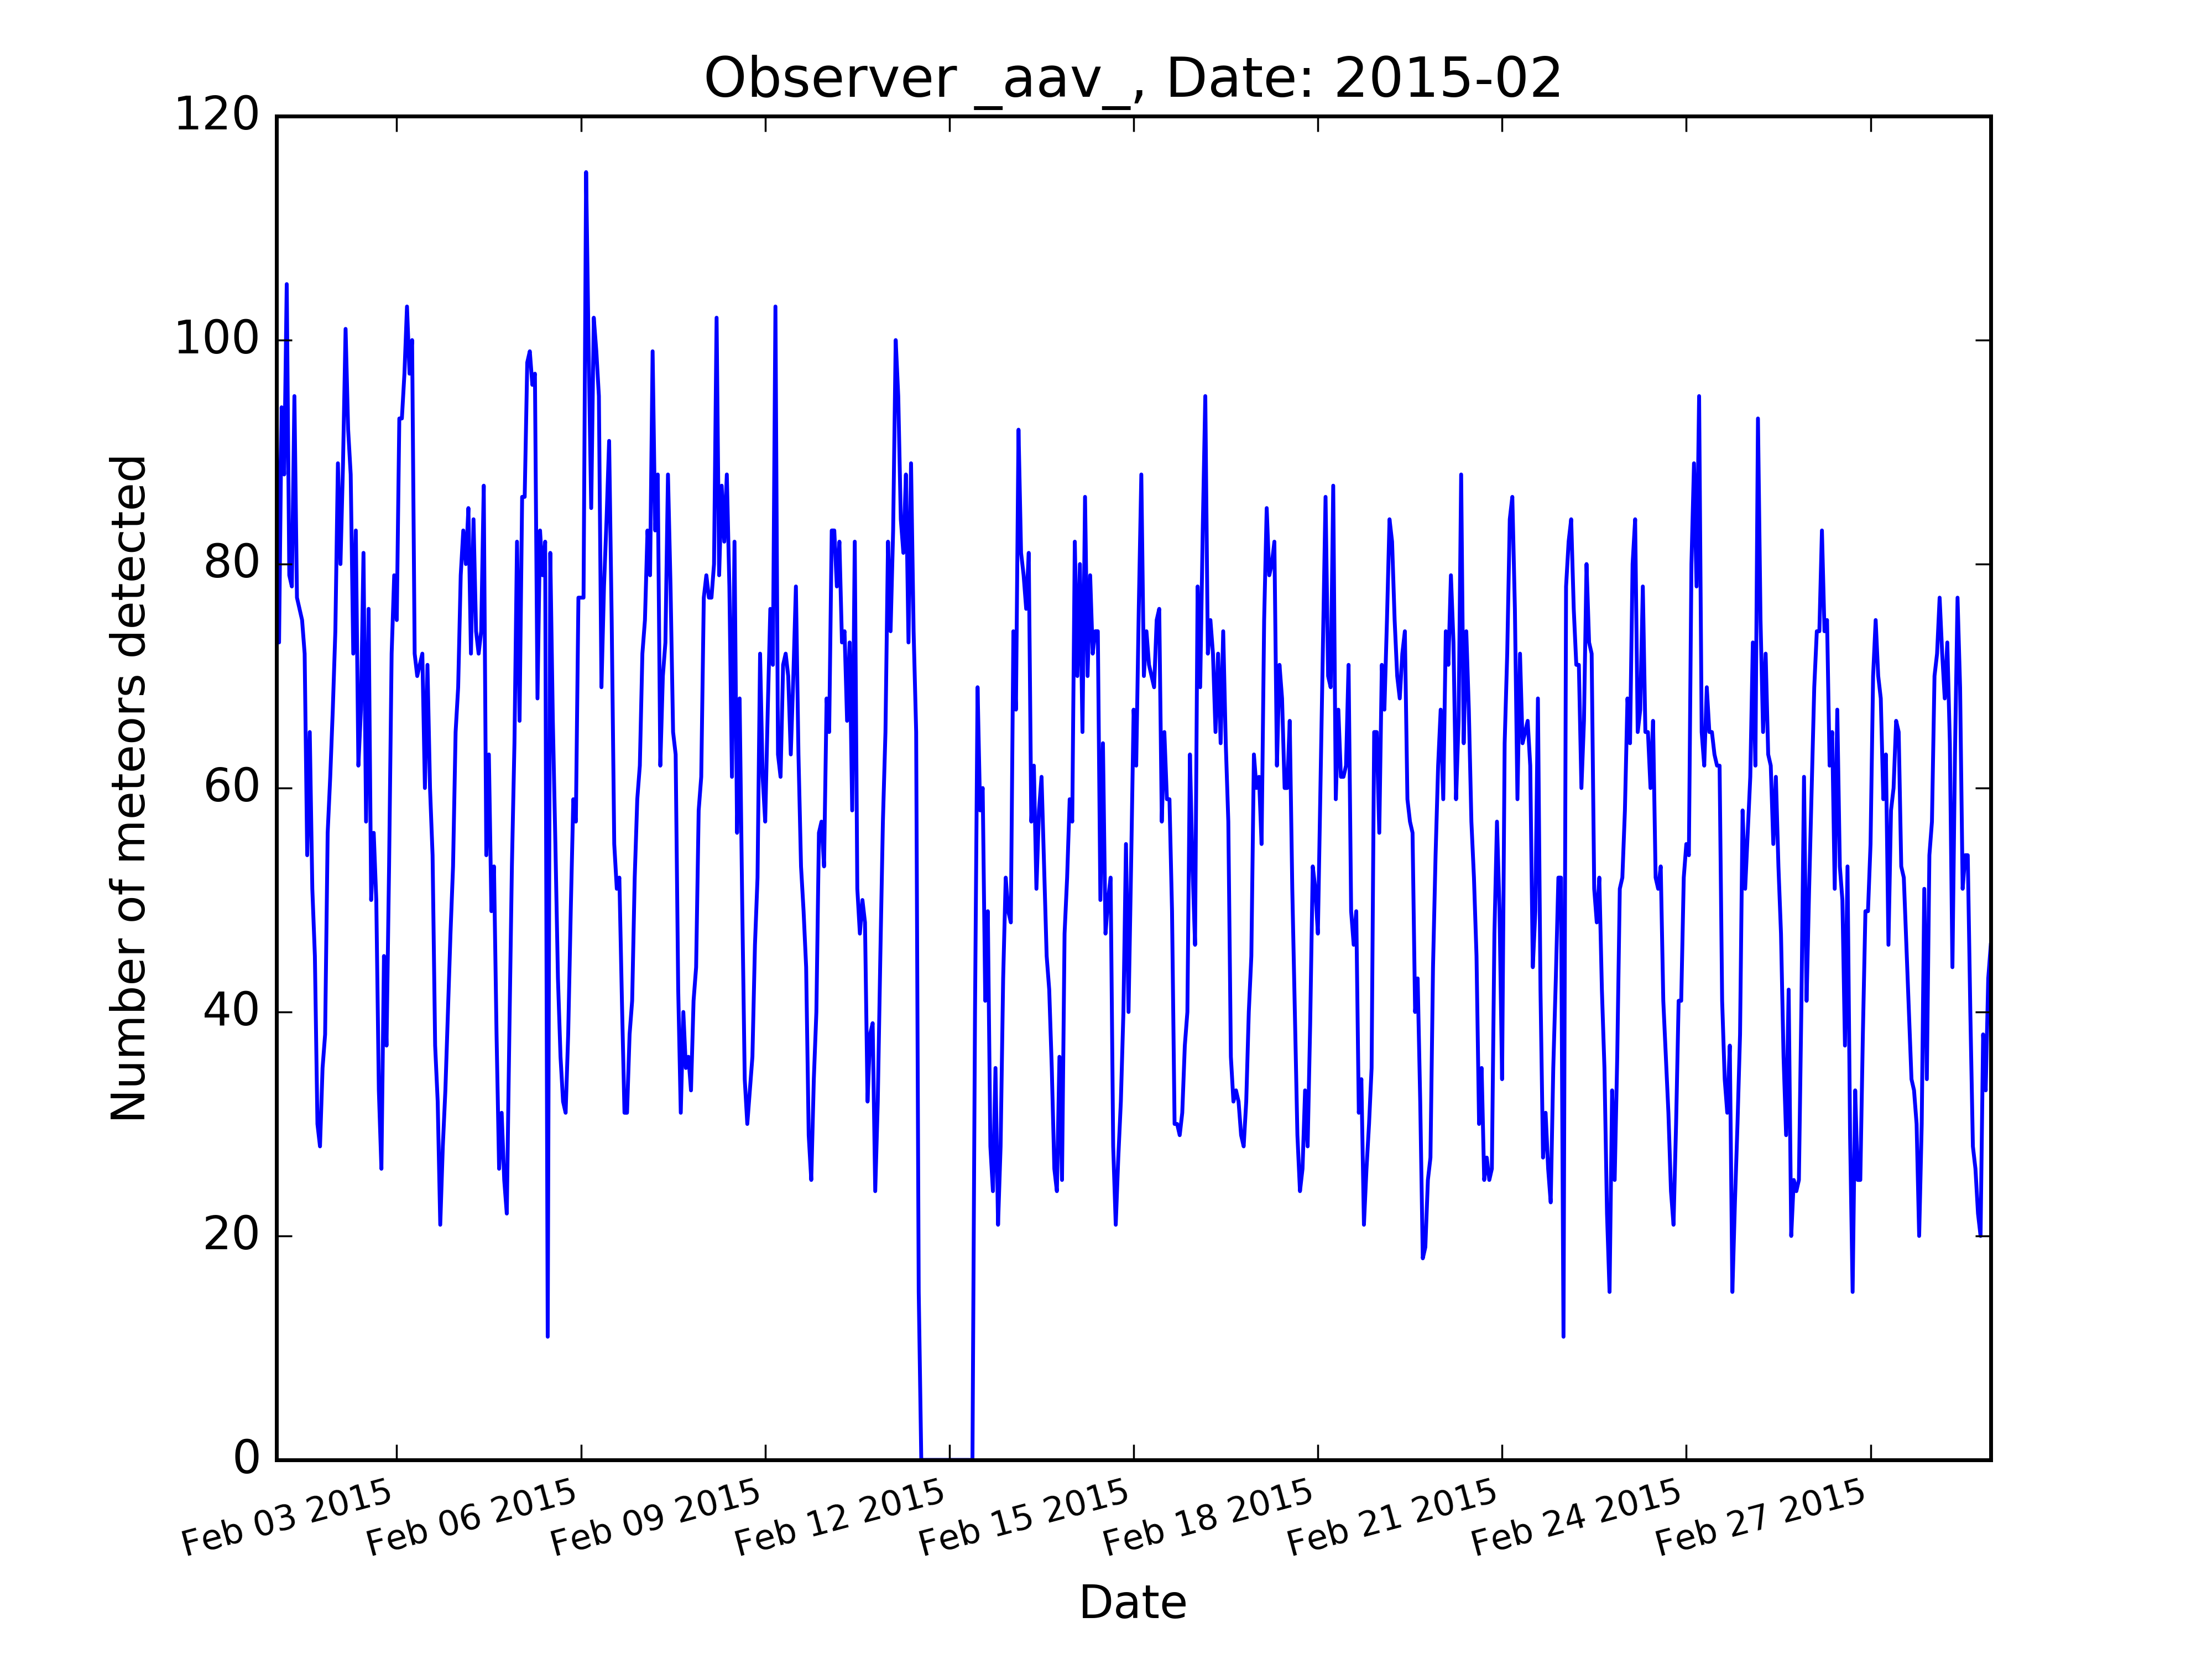 Observer _aav_, Date: 2015-02
Number of meteors detected
120
100
80
60
40
20
0
Feb 03 2015
Feb 06 2015
Feb 09 2015
Feb 12 2015
Feb 15 2015
Feb 18 2015
Feb 21 2015
Feb 24 2015
Feb 27 2015
Date